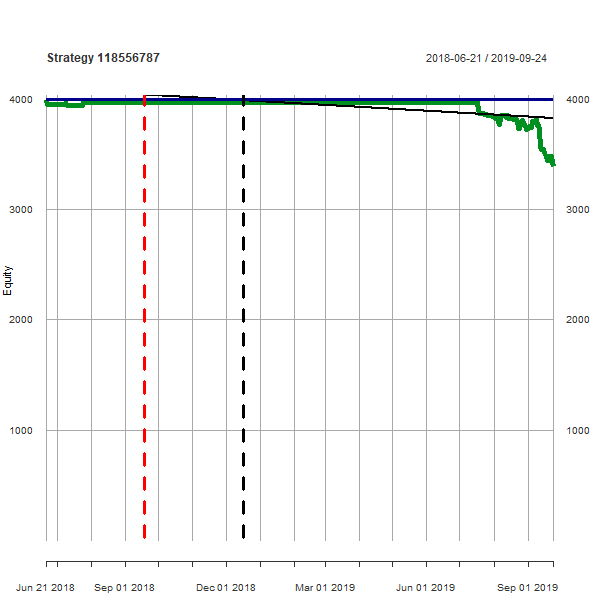 Strategy 118556787
2018-06-21 / 2019-09-24
4000
4000
3000
3000
Equity
2000
2000
1000
1000
Jun 21 2018
Sep 01 2018
Dec 01 2018
Mar 01 2019
Jun 01 2019
Sep 01 2019